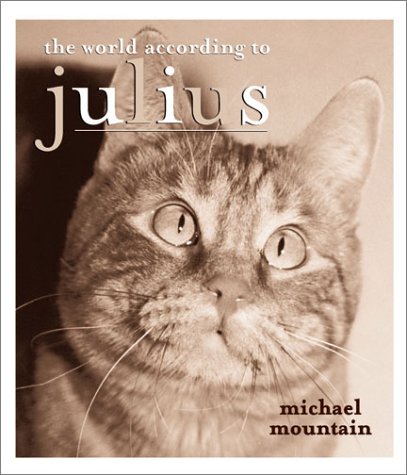 the world according to
julius
michael
mountain